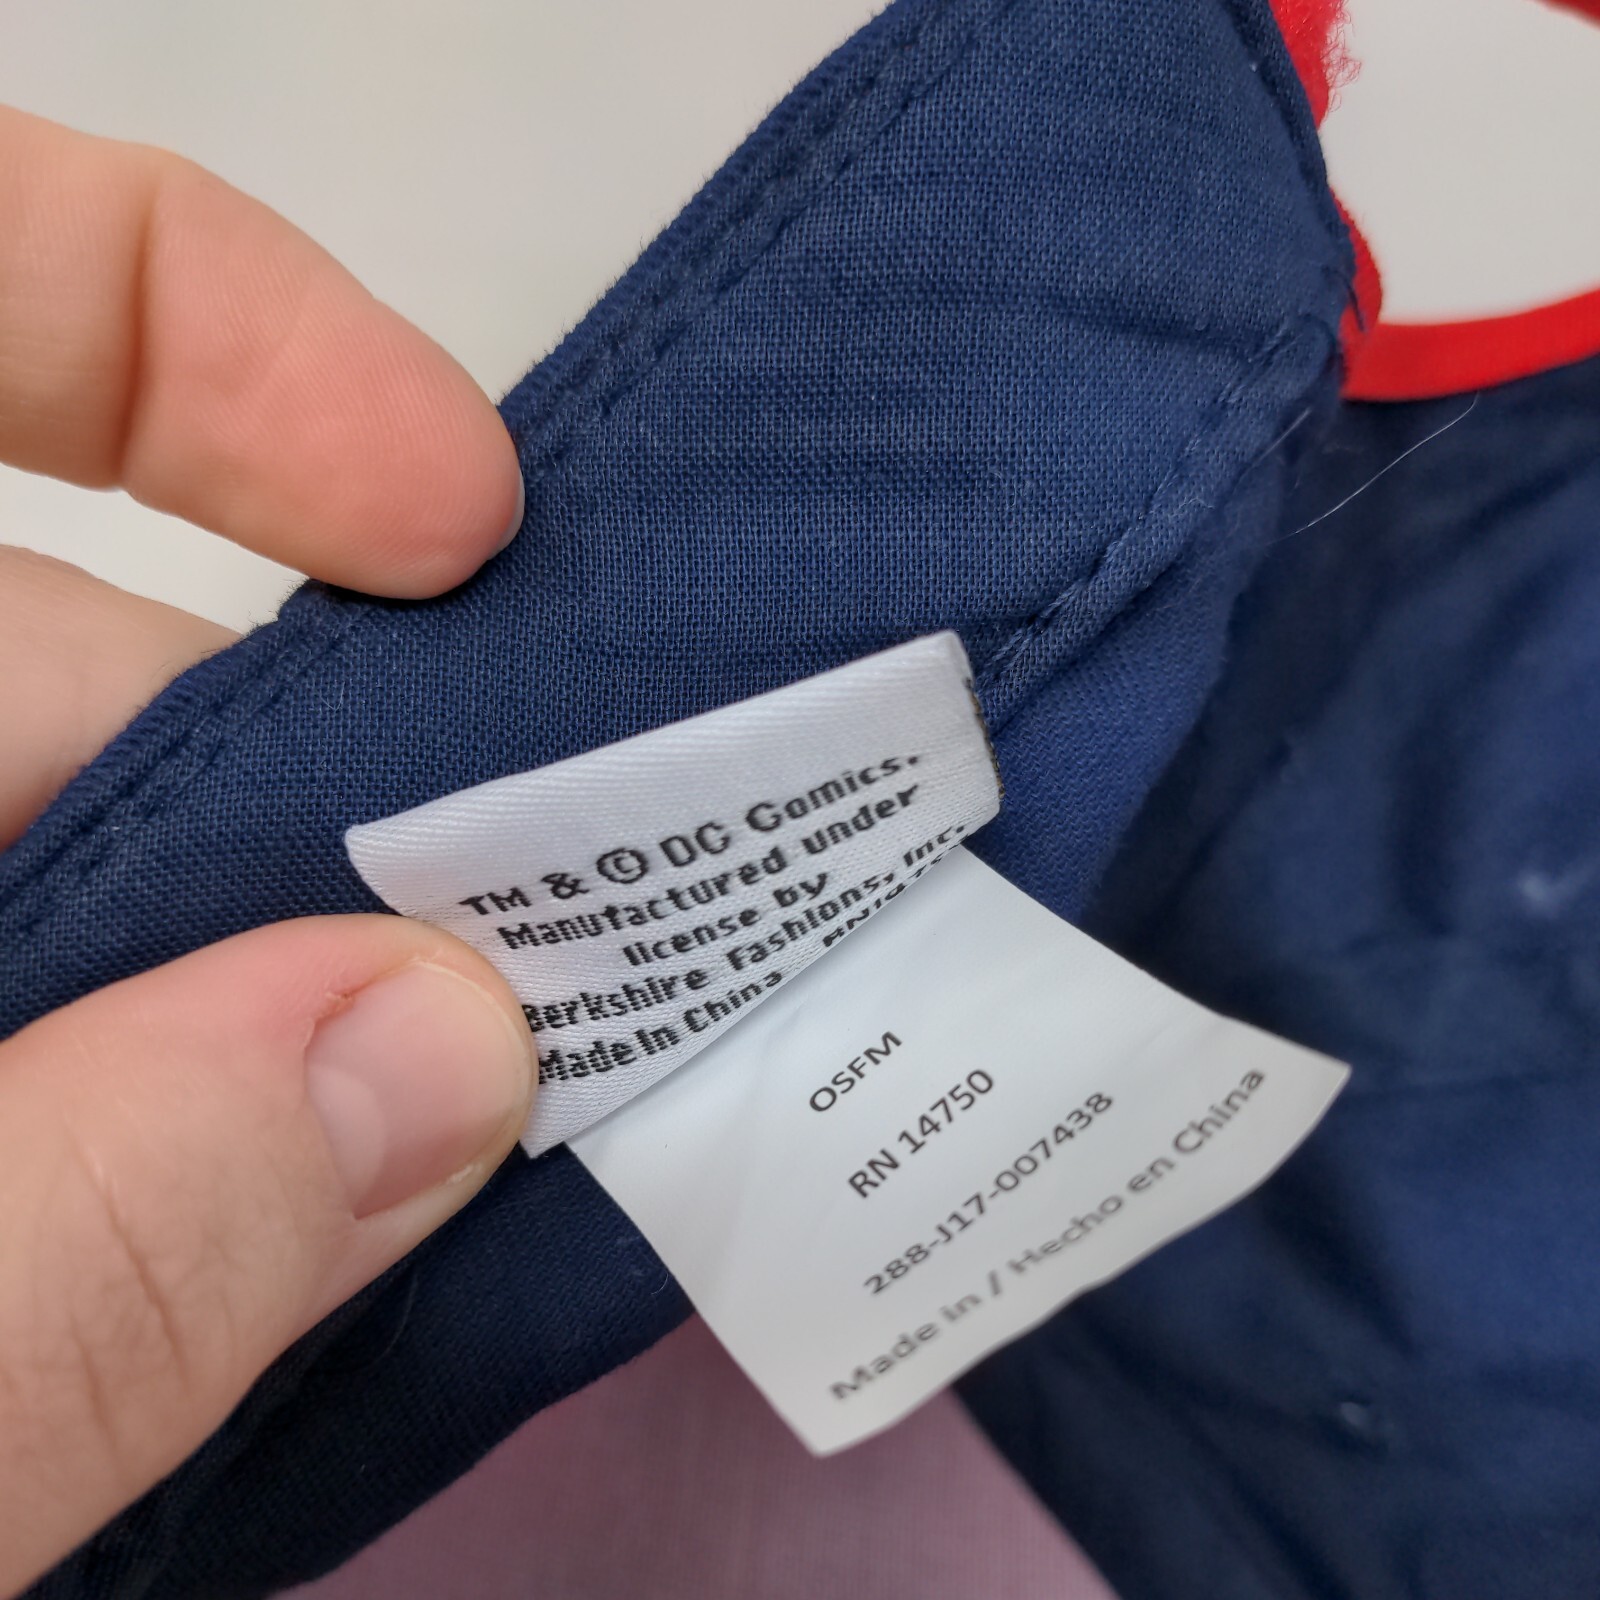 TM & © DC Comics.
Manufactured under
license by
Berkshire Fashions, Inc.
Made In China
OSFM
RN 14750
288-J17-007438
Made in / Hecho en China